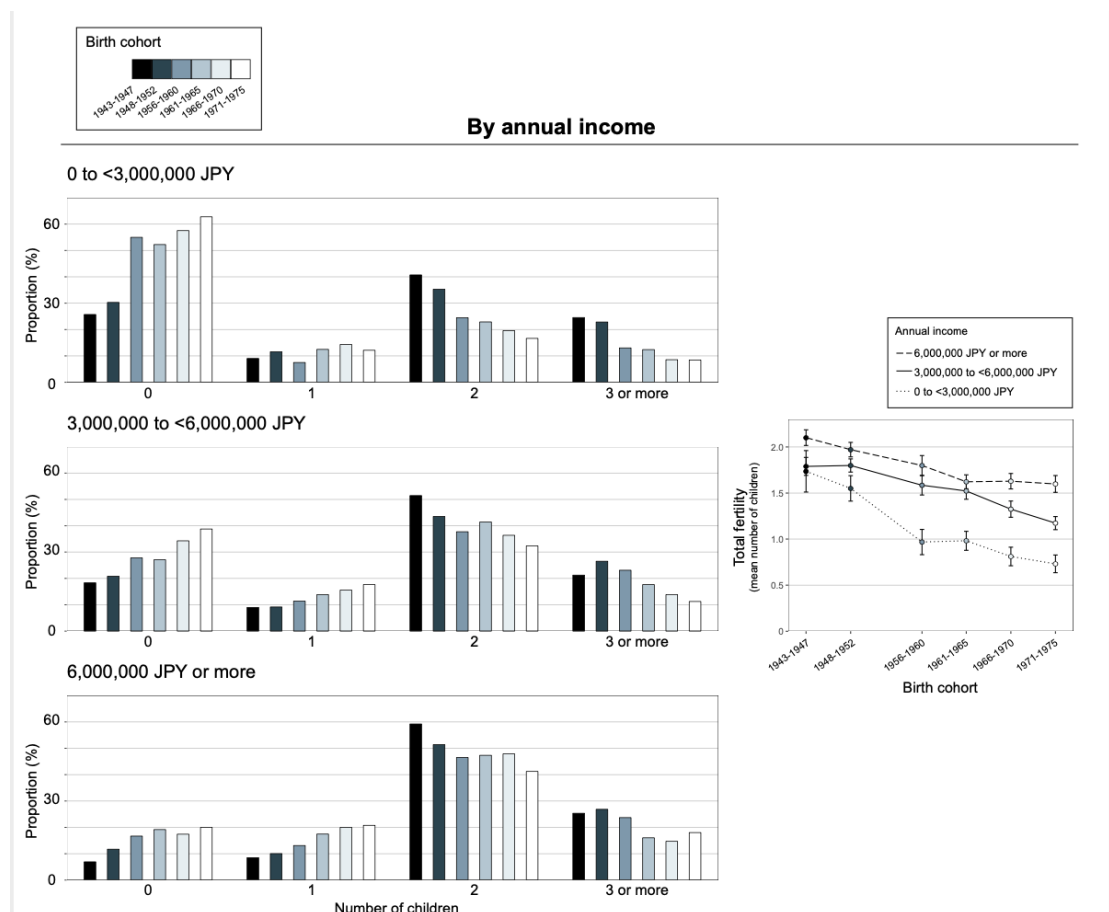 Birth cohort
1943-1947
1948-1952
1956-1960
1961-1965
1966-1970
1971-1975
By annual income
0 to <3,000,000 JPY
Proportion (%)
60
30
0
0 1 2 3 or more
3,000,000 to <6,000,000 JPY
Proportion (%)
60
30
0
0 1 2 3 or more
6,000,000 JPY or more
Proportion (%)
60
30
0
0 1 2 3 or more
Number of children
Annual income
6,000,000 JPY or more
3,000,000 to <6,000,000 JPY
0 to <3,000,000 JPY
Total fertility
(mean number of children)
2.0
1.5
1.0
0.5
0
1943-1947
1948-1952
1956-1960
1961-1965
1966-1970
1971-1975
Birth cohort